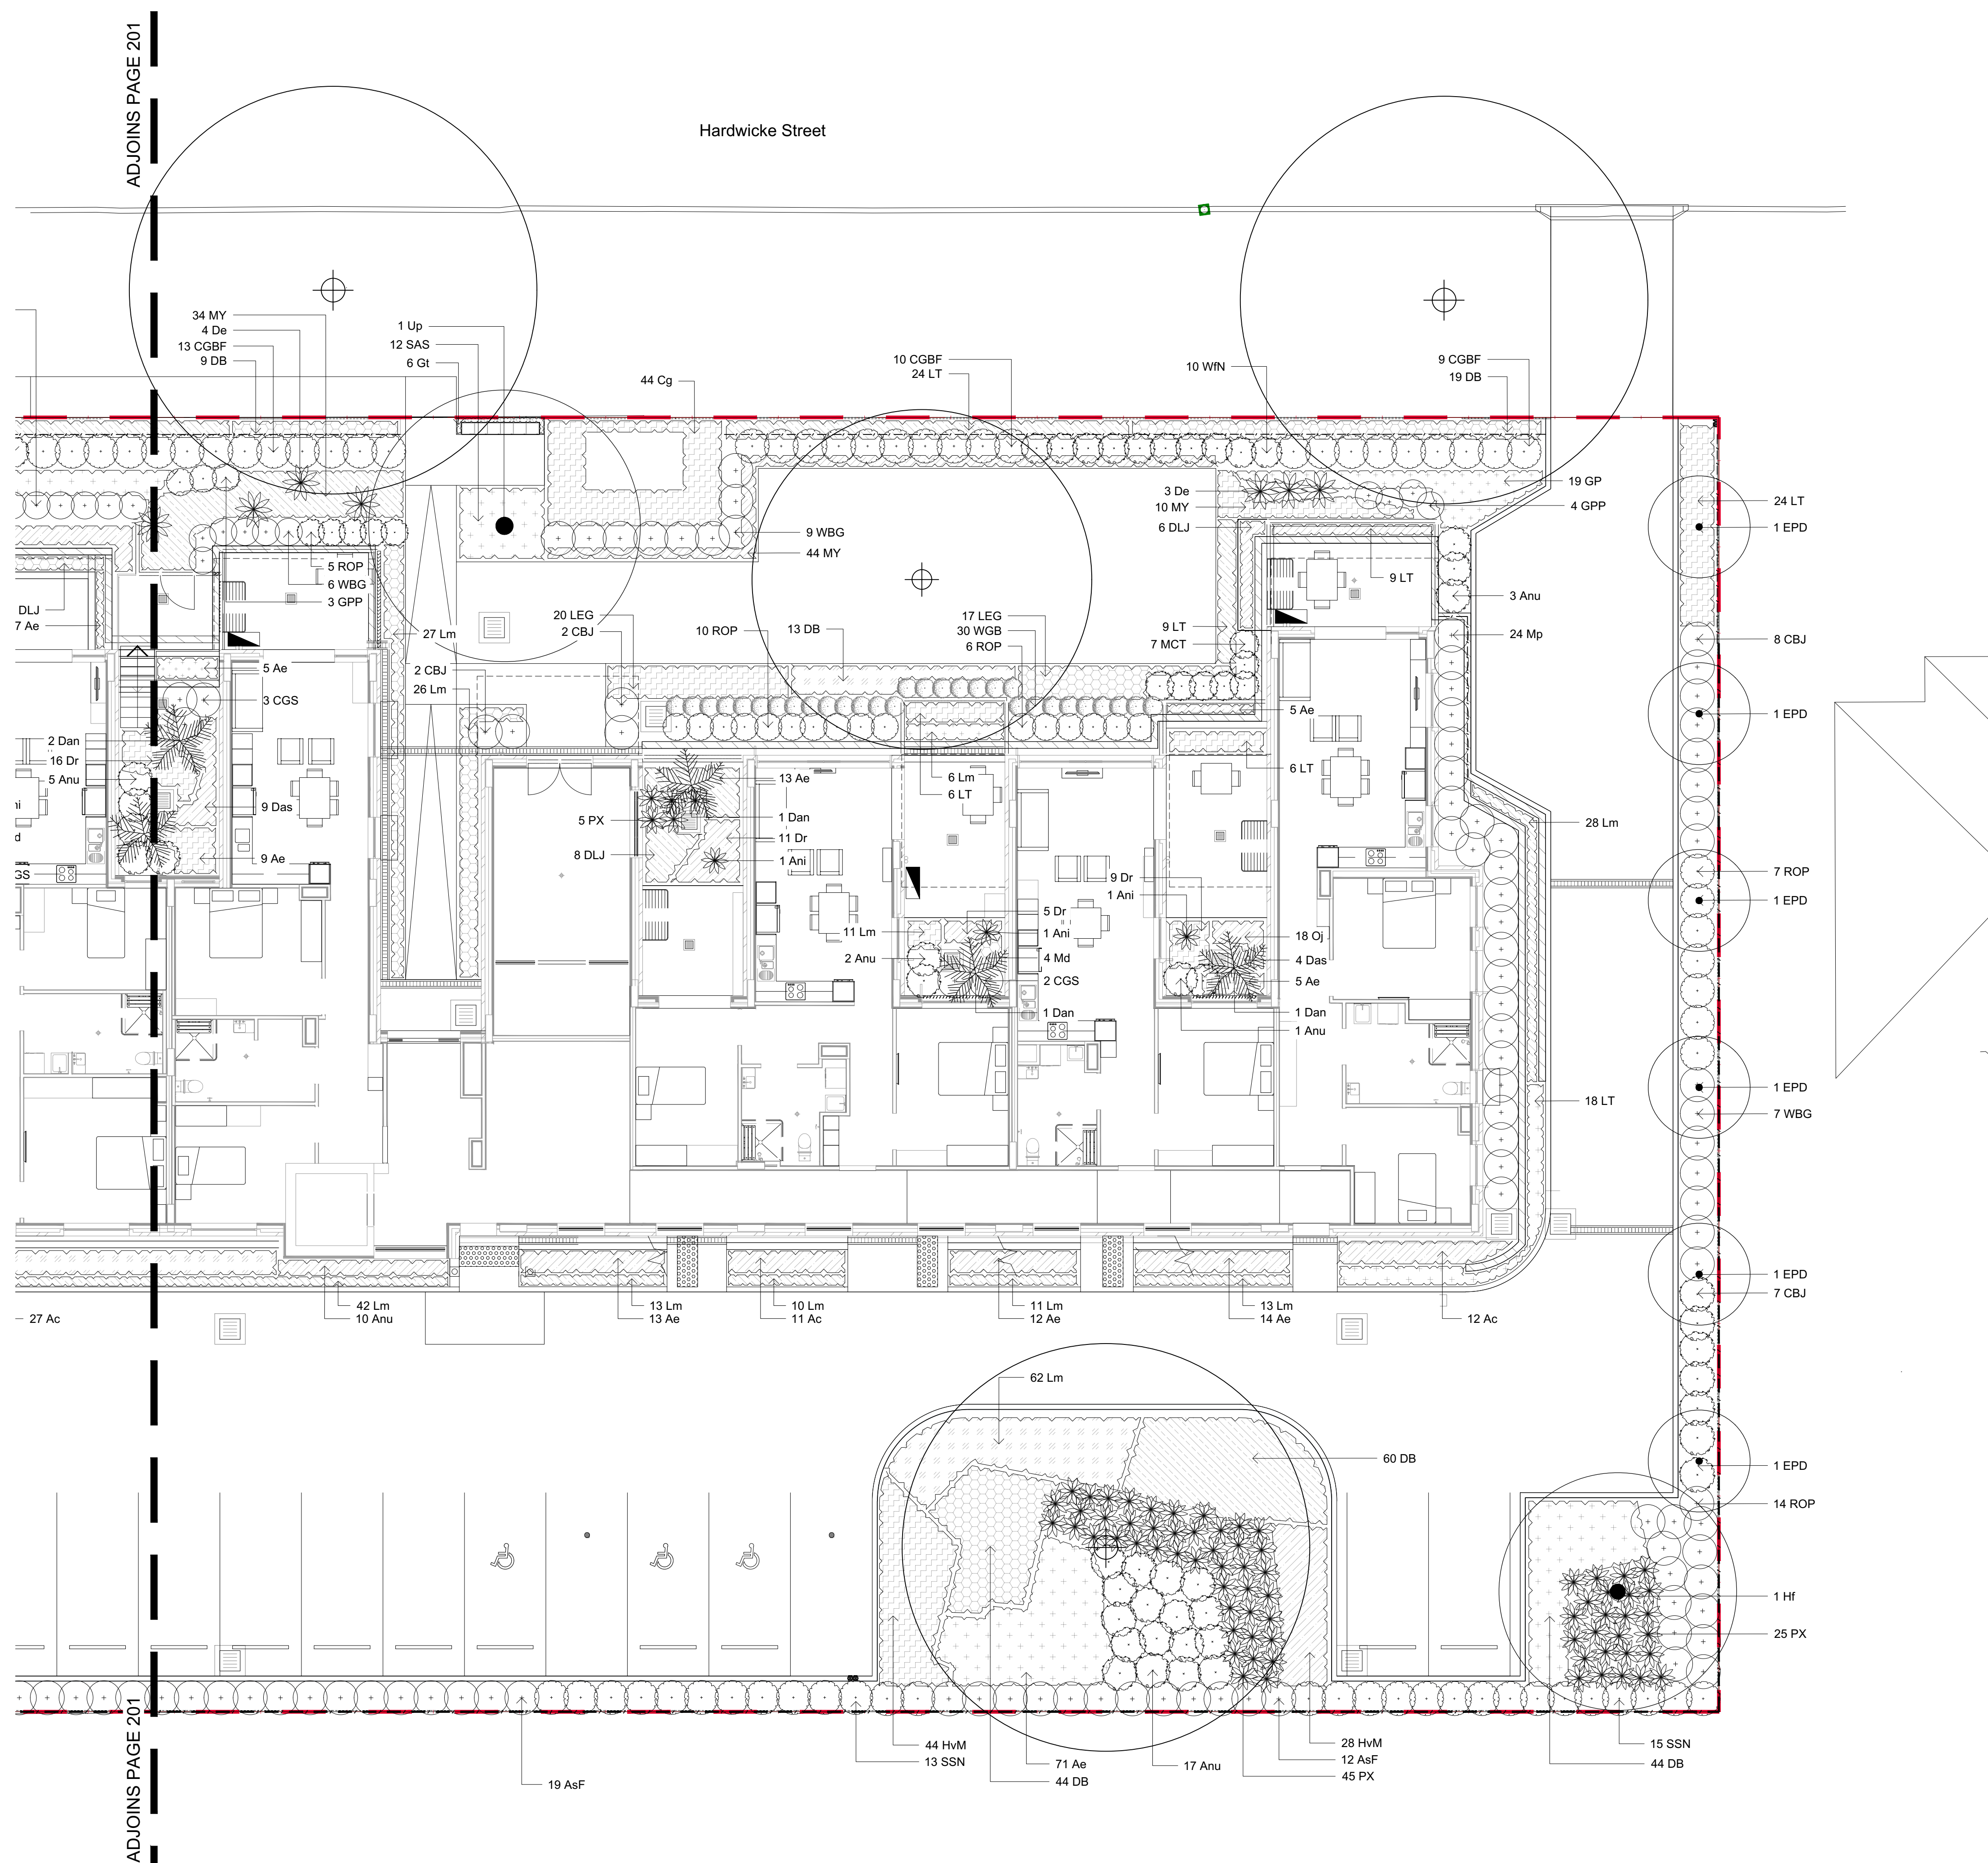 ADJOINS PAGE 201
Hardwicke Street
34 MY
4 De
13 CGBF
9 DB
1 Up
12 SAS
6 Gt
44 Cg
10 CGBF
24 LT
10 WfN
9 CGBF
19 DB
19 GP
4 GPP
3 De
10 MY
6 DLJ
24 LT
1 EPD
9 WBG
44 MY
5 ROP
6 WBG
3 GPP
9 LT
3 Anu
DLJ
7 Ae
27 Lm
20 LEG
2 CBJ
10 ROP
13 DB
17 LEG
30 WGB
6 ROP
9 LT
7 MCT
24 Mp
8 CBJ
5 Ae
3 CGS
2 CBJ
26 Lm
5 Ae
1 EPD
2 Dan
16 Dr
5 Anu
9 Das
9 Ae
ni
d
GS
13 Ae
1 Dan
11 Dr
1 Ani
5 PX
8 DLJ
6 Lm
6 LT
6 LT
28 Lm
7 ROP
1 EPD
9 Dr
1 Ani
5 Dr
1 Ani
4 Md
2 CGS
1 Dan
11 Lm
2 Anu
18 Oj
4 Das
5 Ae
1 Dan
1 Anu
1 EPD
18 LT
7 WBG
1 EPD
7 CBJ
27 Ac
42 Lm
10 Anu
13 Lm
13 Ae
10 Lm
11 Ac
11 Lm
12 Ae
13 Lm
14 Ae
12 Ac
62 Lm
60 DB
1 EPD
14 ROP
1 Hf
25 PX
44 HvM
13 SSN
19 AsF
71 Ae
44 DB
17 Anu
28 HvM
12 AsF
45 PX
15 SSN
44 DB
ADJOINS PAGE 201